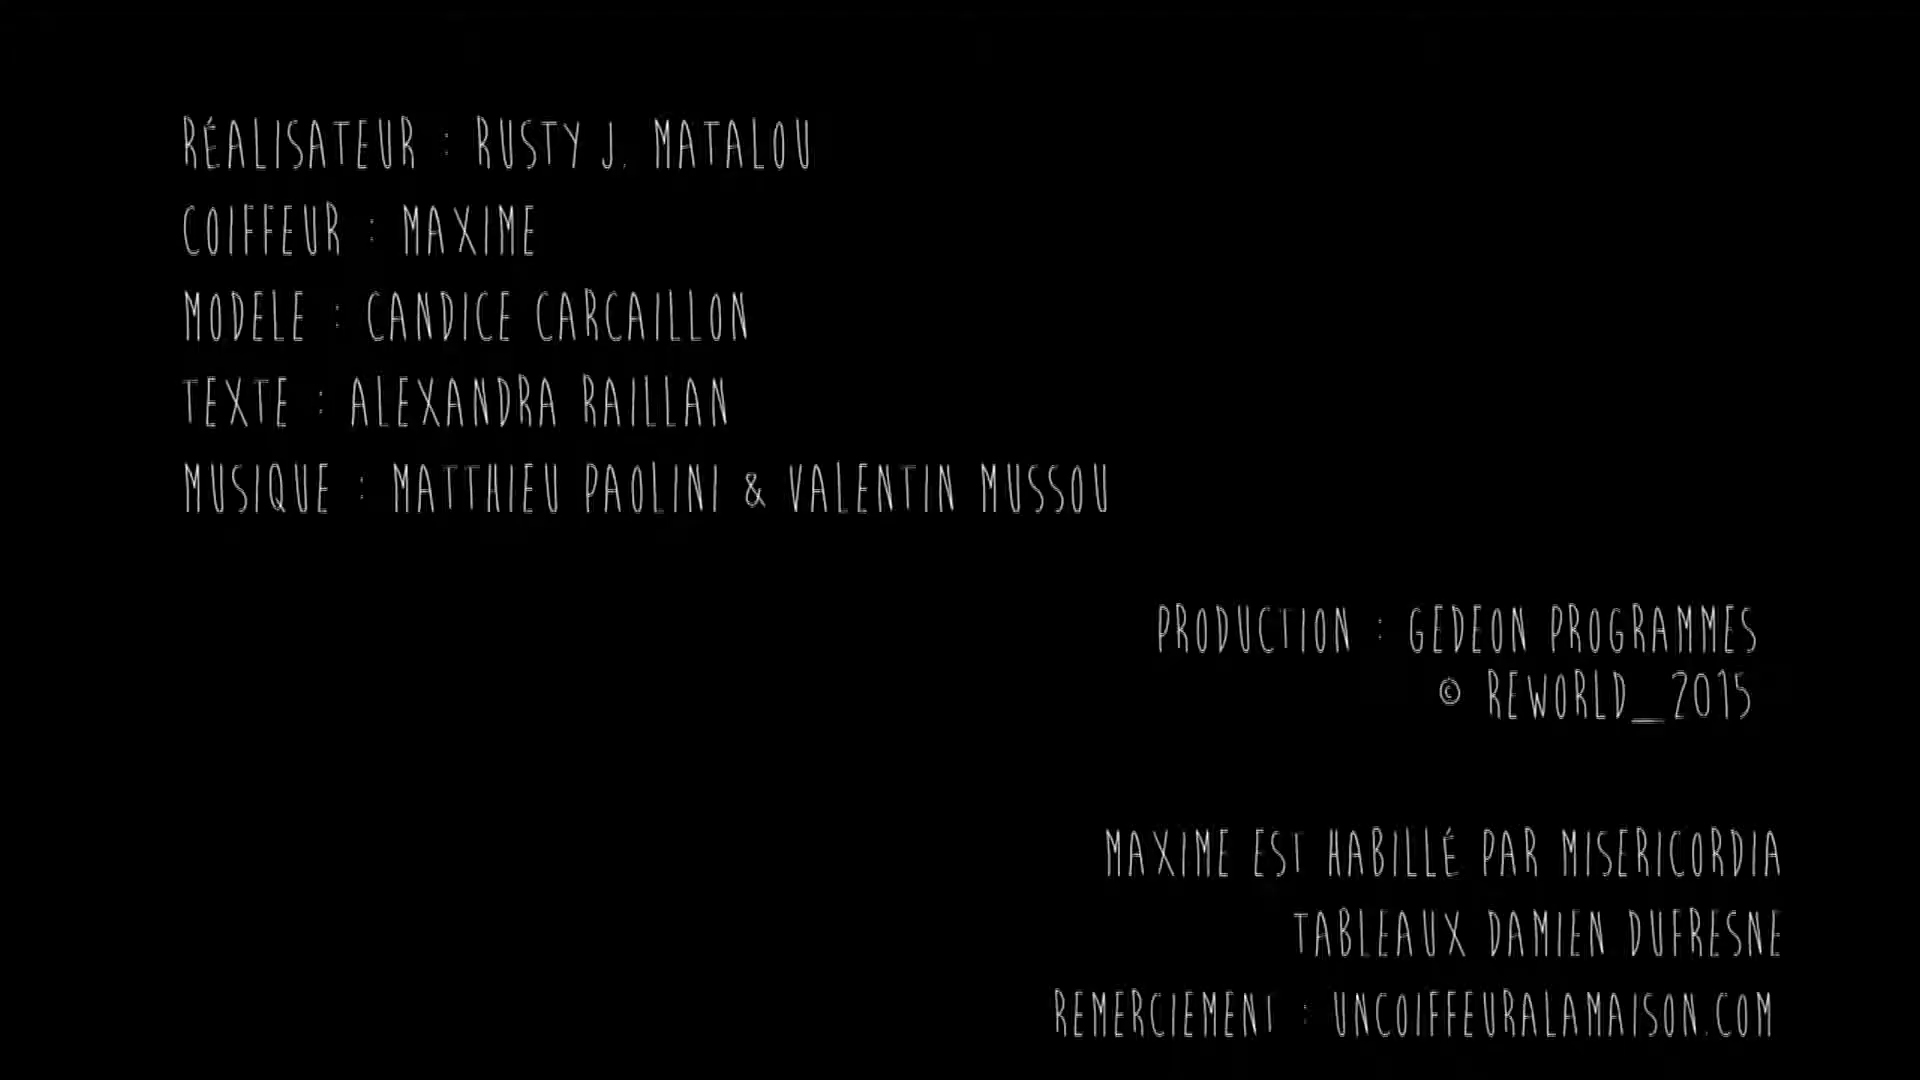 RÉALISATEUR : RUSTY J. MATALOU
COIFFEUR : MAXIME
MODELE : CANDICE CARCAILLON
TEXTE : ALEXANDRA RAILLAN
MUSIQUE : MATTHIEU PAOLINI & VALENTIN MUSSOU
PRODUCTION : GEDEON PROGRAMMES
© REWORLD_2015
MAXIME EST HABILLÉ PAR MISERICORDIA
TABLEAUX DAMIEN DUFRESNE
REMERCIEMENT : UNCOIFFEURALAMAISON.COM